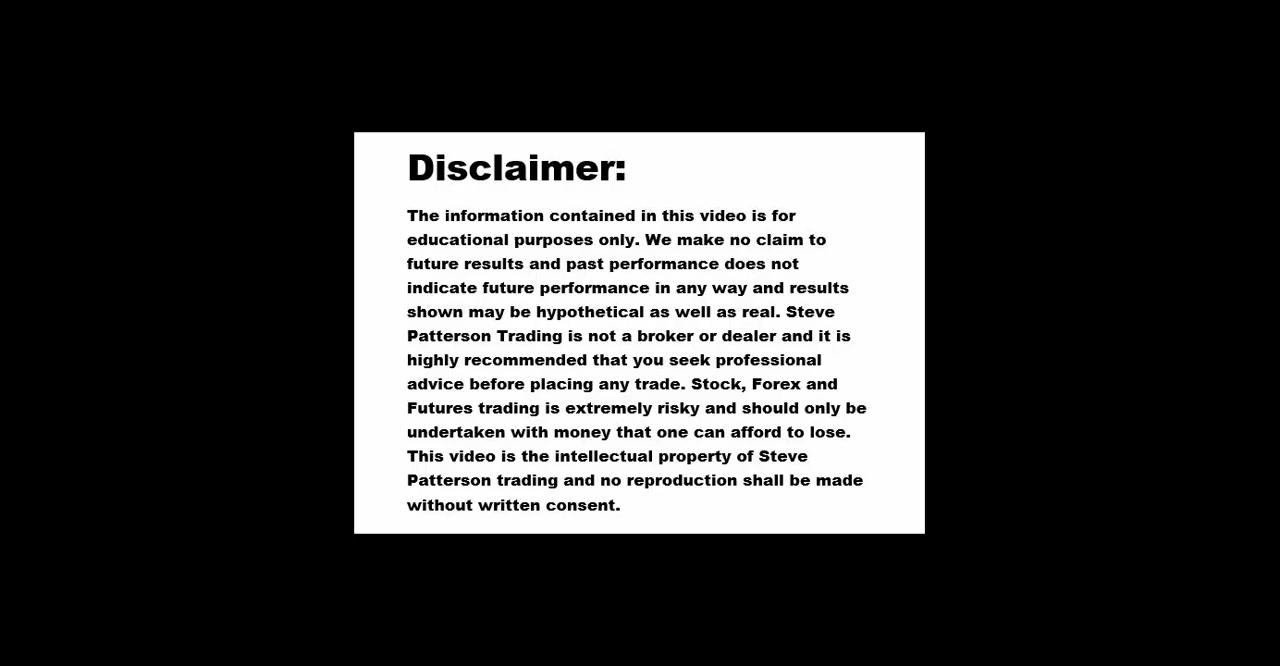 Disclaimer:
The information contained in this video is for
educational purposes only. We make no claim to
future results and past performance does not
indicate future performance in any way and results
shown may be hypothetical as well as real. Steve
Patterson Trading is not a broker or dealer and it is
highly recommended that you seek professional
advice before placing any trade. Stock, Forex and
Futures trading is extremely risky and should only be
undertaken with money that one can afford to lose.
This video is the intellectual property of Steve
Patterson trading and no reproduction shall be made
without written consent.